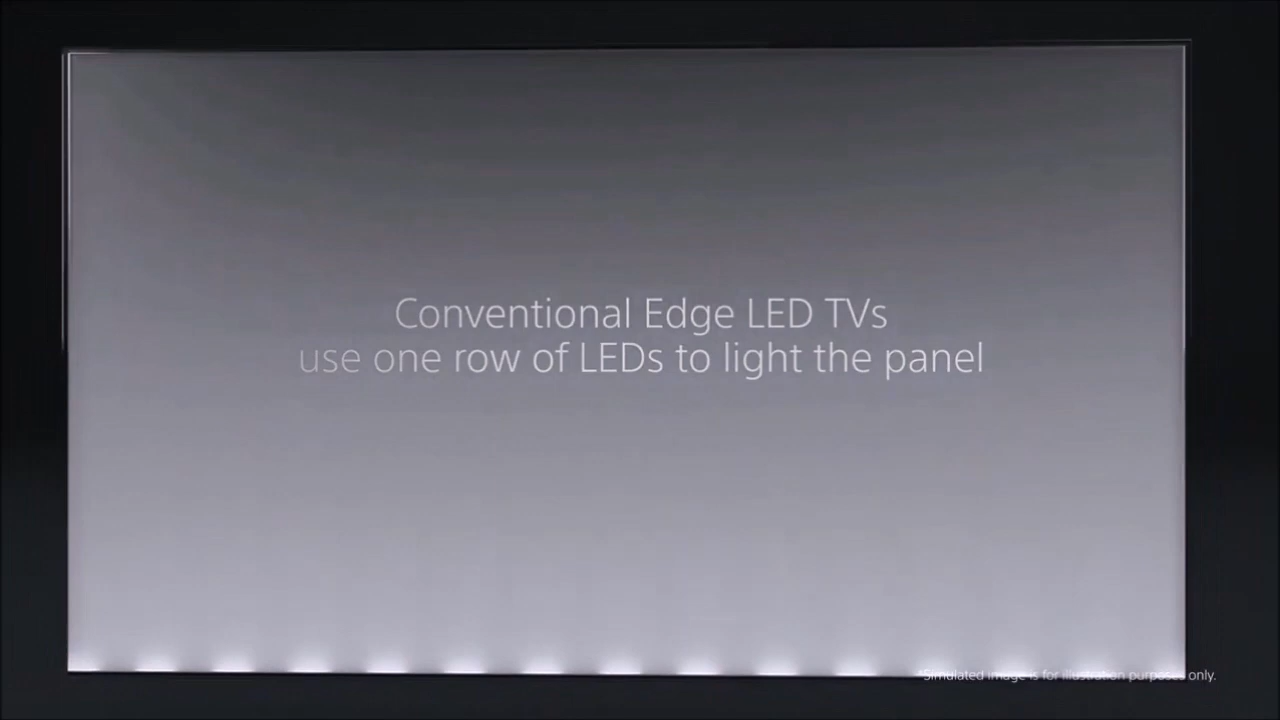 Conventional Edge LED TVs
use one row of LEDs to light the panel
*Simulated image is for illustration purposes only.